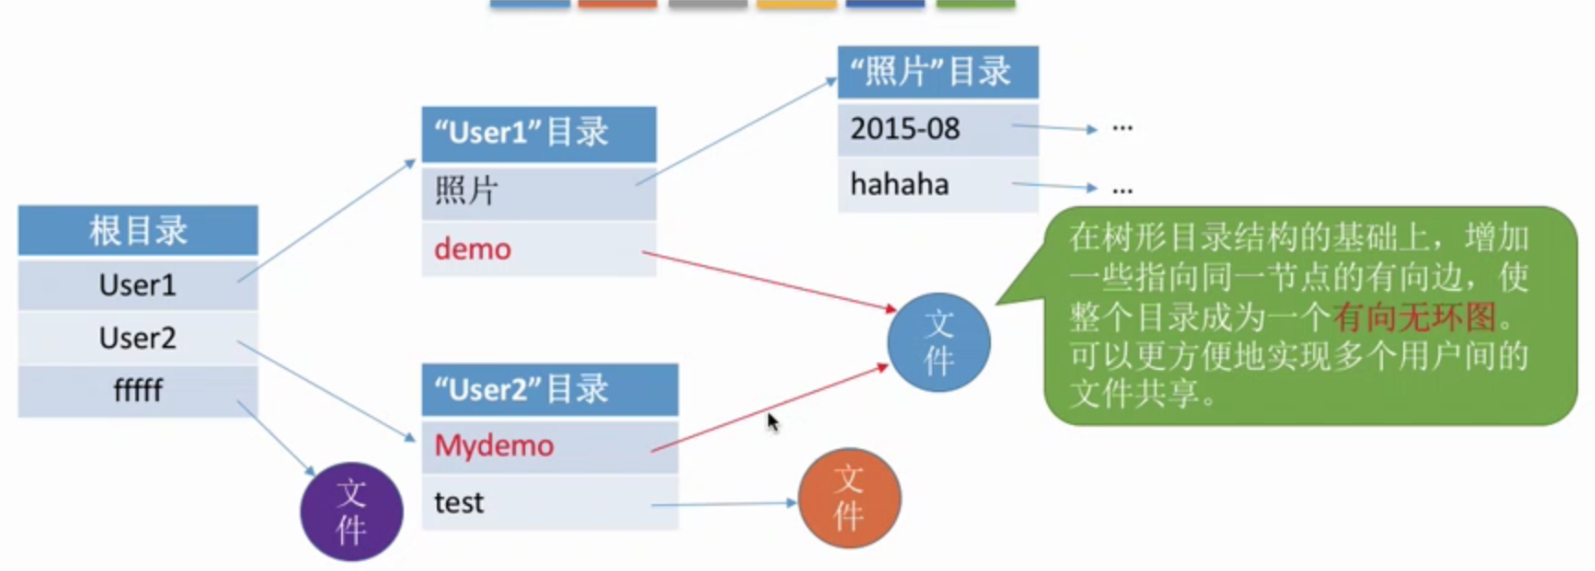 “照片”目录
2015-08
...
hahaha
...
“User1”目录
照片
demo
根目录
User1
User2
fffff
“User2”目录
Mydemo
test
文
件
文
件
文
件
在树形目录结构的基础上，增加
一些指向同一节点的有向边，使
整个目录成为一个有向无环图。
可以更方便地实现多个用户间的
文件共享。